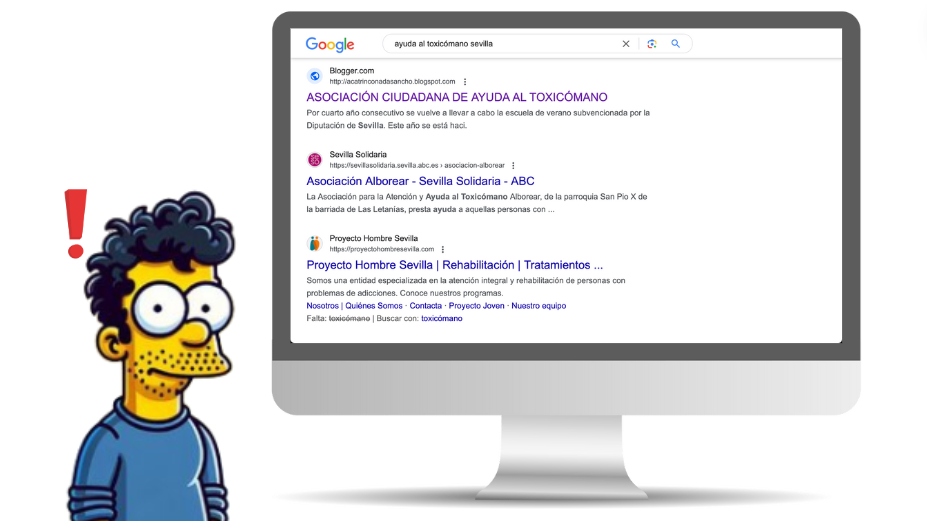 !
Google
ayuda al toxicómano sevilla
Blogger.com
http://acatrinconadasancho.blogspot.com
ASOCIACIÓN CIUDADANA DE AYUDA AL TOXICÓMANO
Por cuarto año consecutivo se vuelve a llevar a cabo la escuela de verano subvencionada por la
Diputación de Sevilla. Este año se está haci.
Sevilla Solidaria
https://sevillasolidaria.sevilla.abc.es › asociacion-alborear
Asociación Alborear - Sevilla Solidaria - ABC
La Asociación para la Atención y Ayuda al Toxicómano Alborear, de la parroquia San Pío X de
la barriada de Las Letanías, presta ayuda a aquellas personas con ...
Proyecto Hombre Sevilla
https://proyectohombresevilla.com
Proyecto Hombre Sevilla | Rehabilitación | Tratamientos ...
Somos una entidad especializada en la atención integral y rehabilitación de personas con
problemas de adicciones. Conoce nuestros programas.
Nosotros | Quiénes Somos · Contacta · Proyecto Joven · Nuestro equipo
Falta: toxicómano | Buscar con: toxicómano